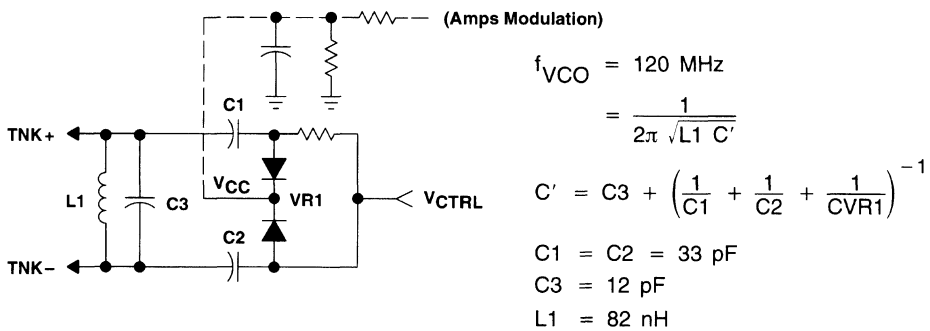 (Amps Modulation)
C1
TNK+
VCC
VR1
L1
C3
VCTRL
C2
TNK−
fVCO = 120 MHz
= 1 / (2π √(L1 C′))
C′ = C3 + (1/C1 + 1/C2 + 1/CVR1)^−1
C1 = C2 = 33 pF
C3 = 12 pF
L1 = 82 nH